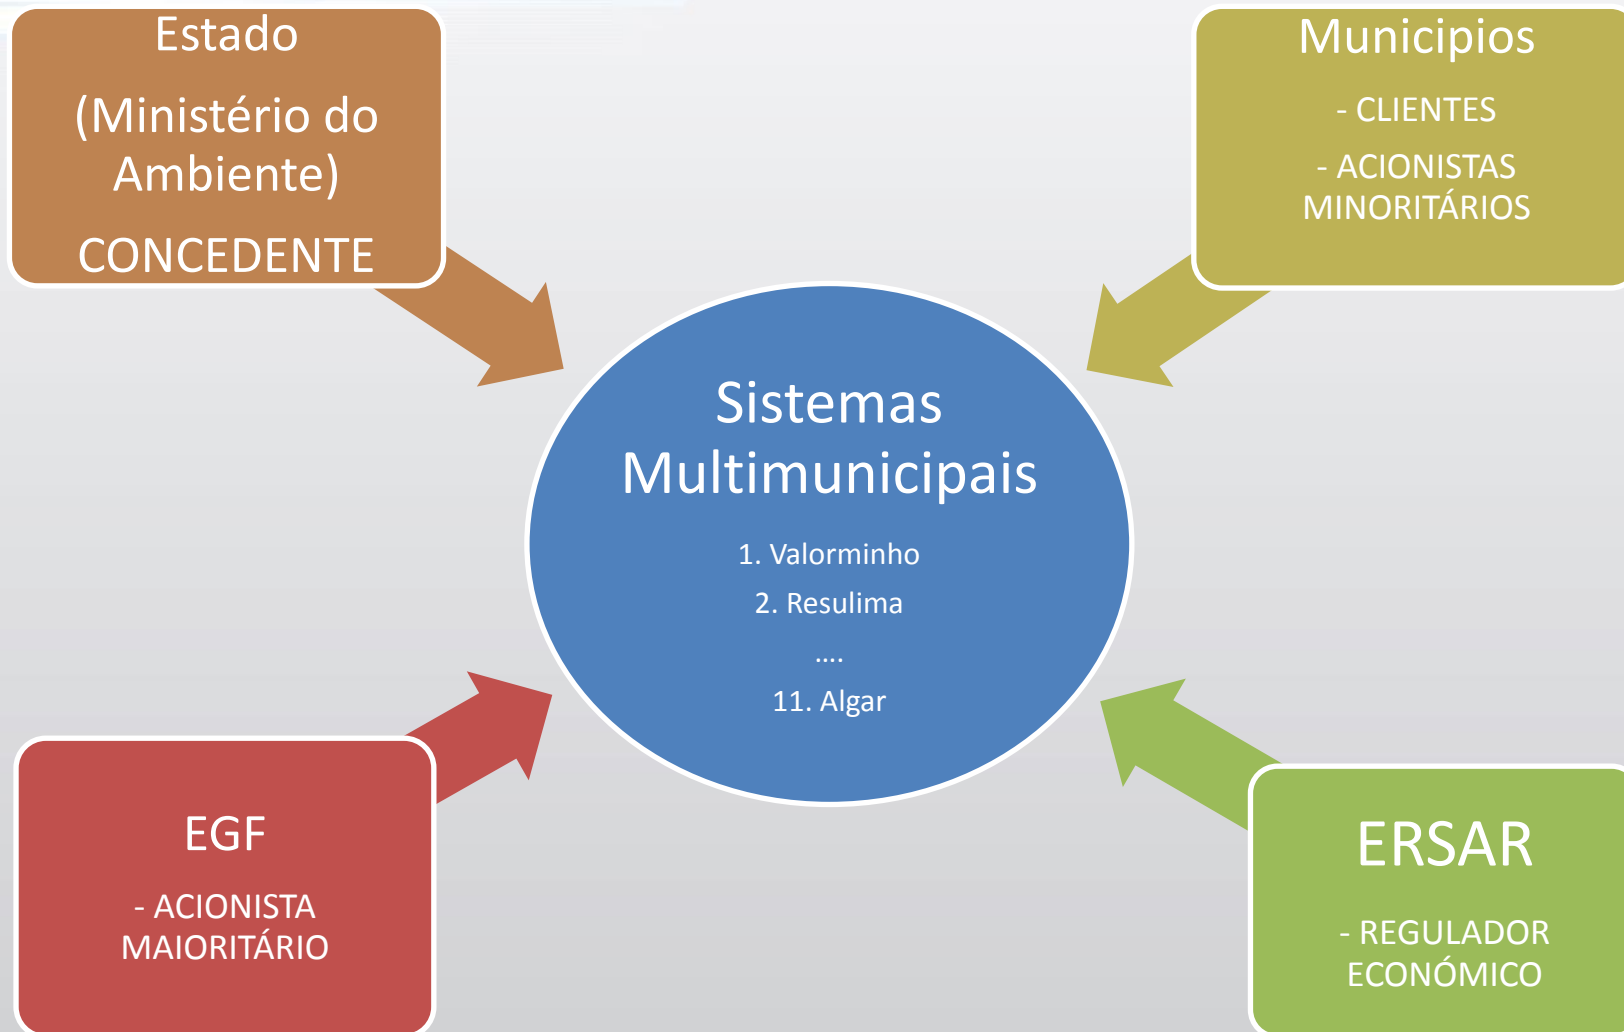 Estado
(Ministério do
Ambiente)
CONCEDENTE
Municipios
- CLIENTES
- ACIONISTAS
MINORITÁRIOS
Sistemas
Multimunicipais
1. Valorminho
2. Resulima
....
11. Algar
EGF
- ACIONISTA
MAIORITÁRIO
ERSAR
- REGULADOR
ECONÓMICO